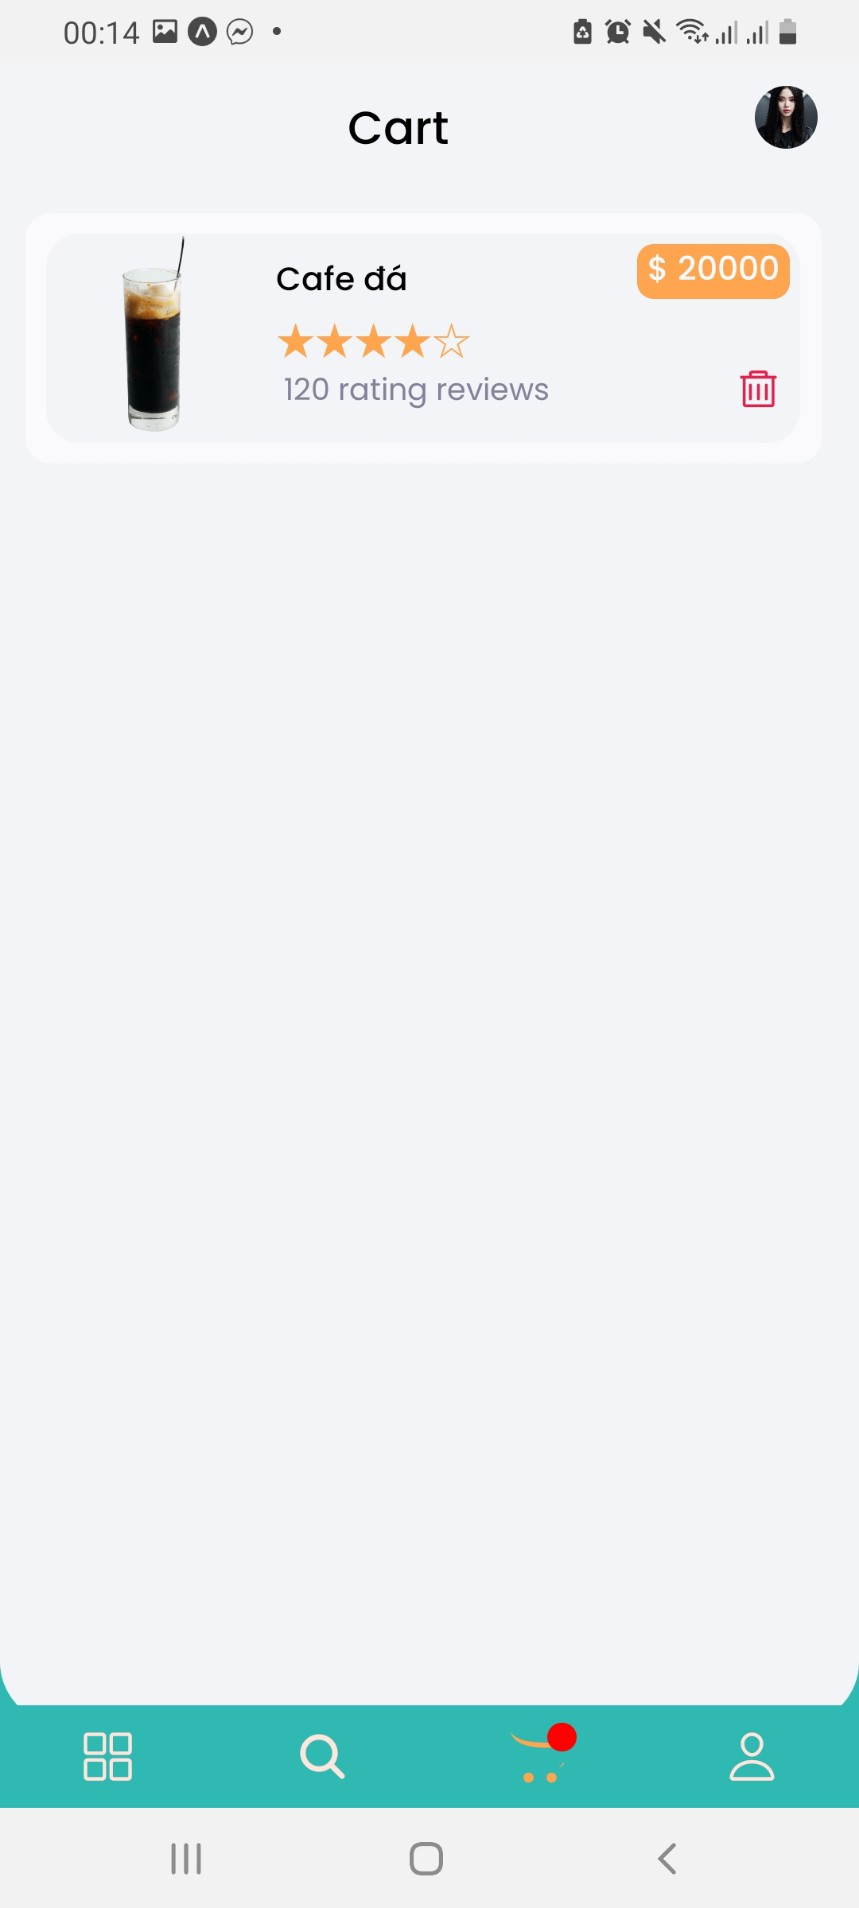 00:14
Cart
Cafe đá
$ 20000
120 rating reviews